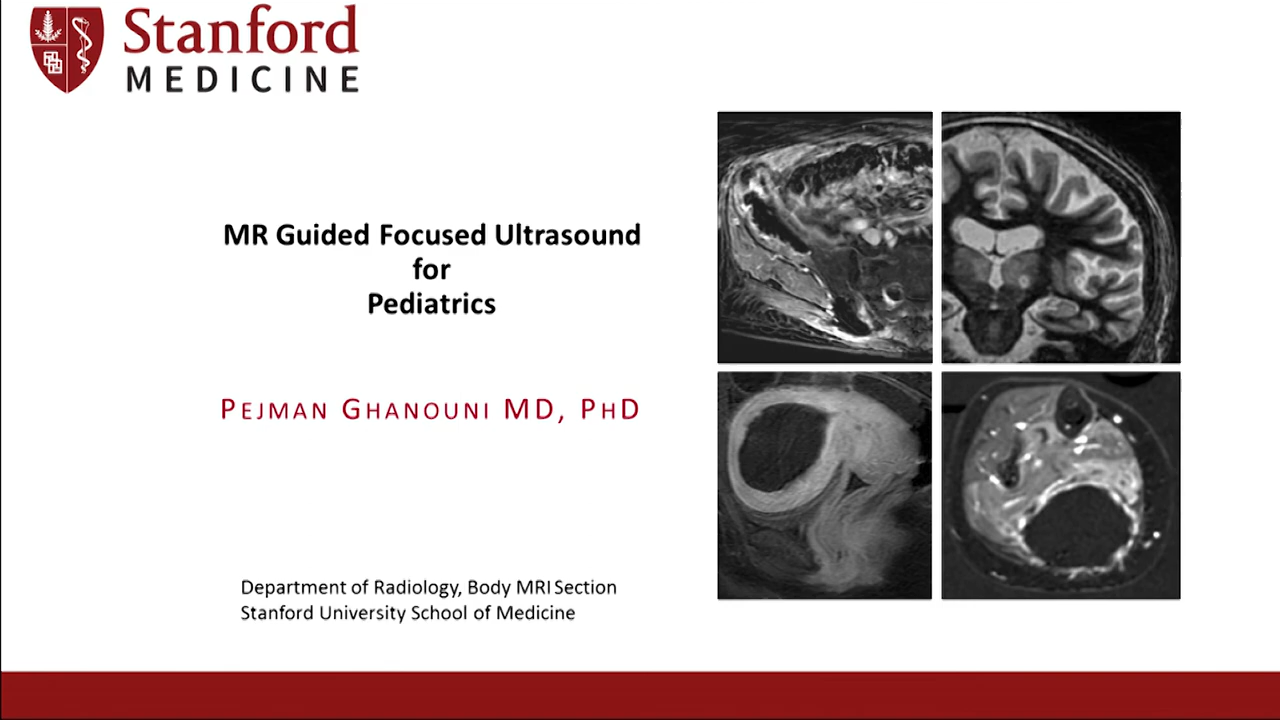 Stanford
MEDICINE
MR Guided Focused Ultrasound
for
Pediatrics
PEJMAN GHANOUNI MD, PHD
Department of Radiology, Body MRI Section
Stanford University School of Medicine